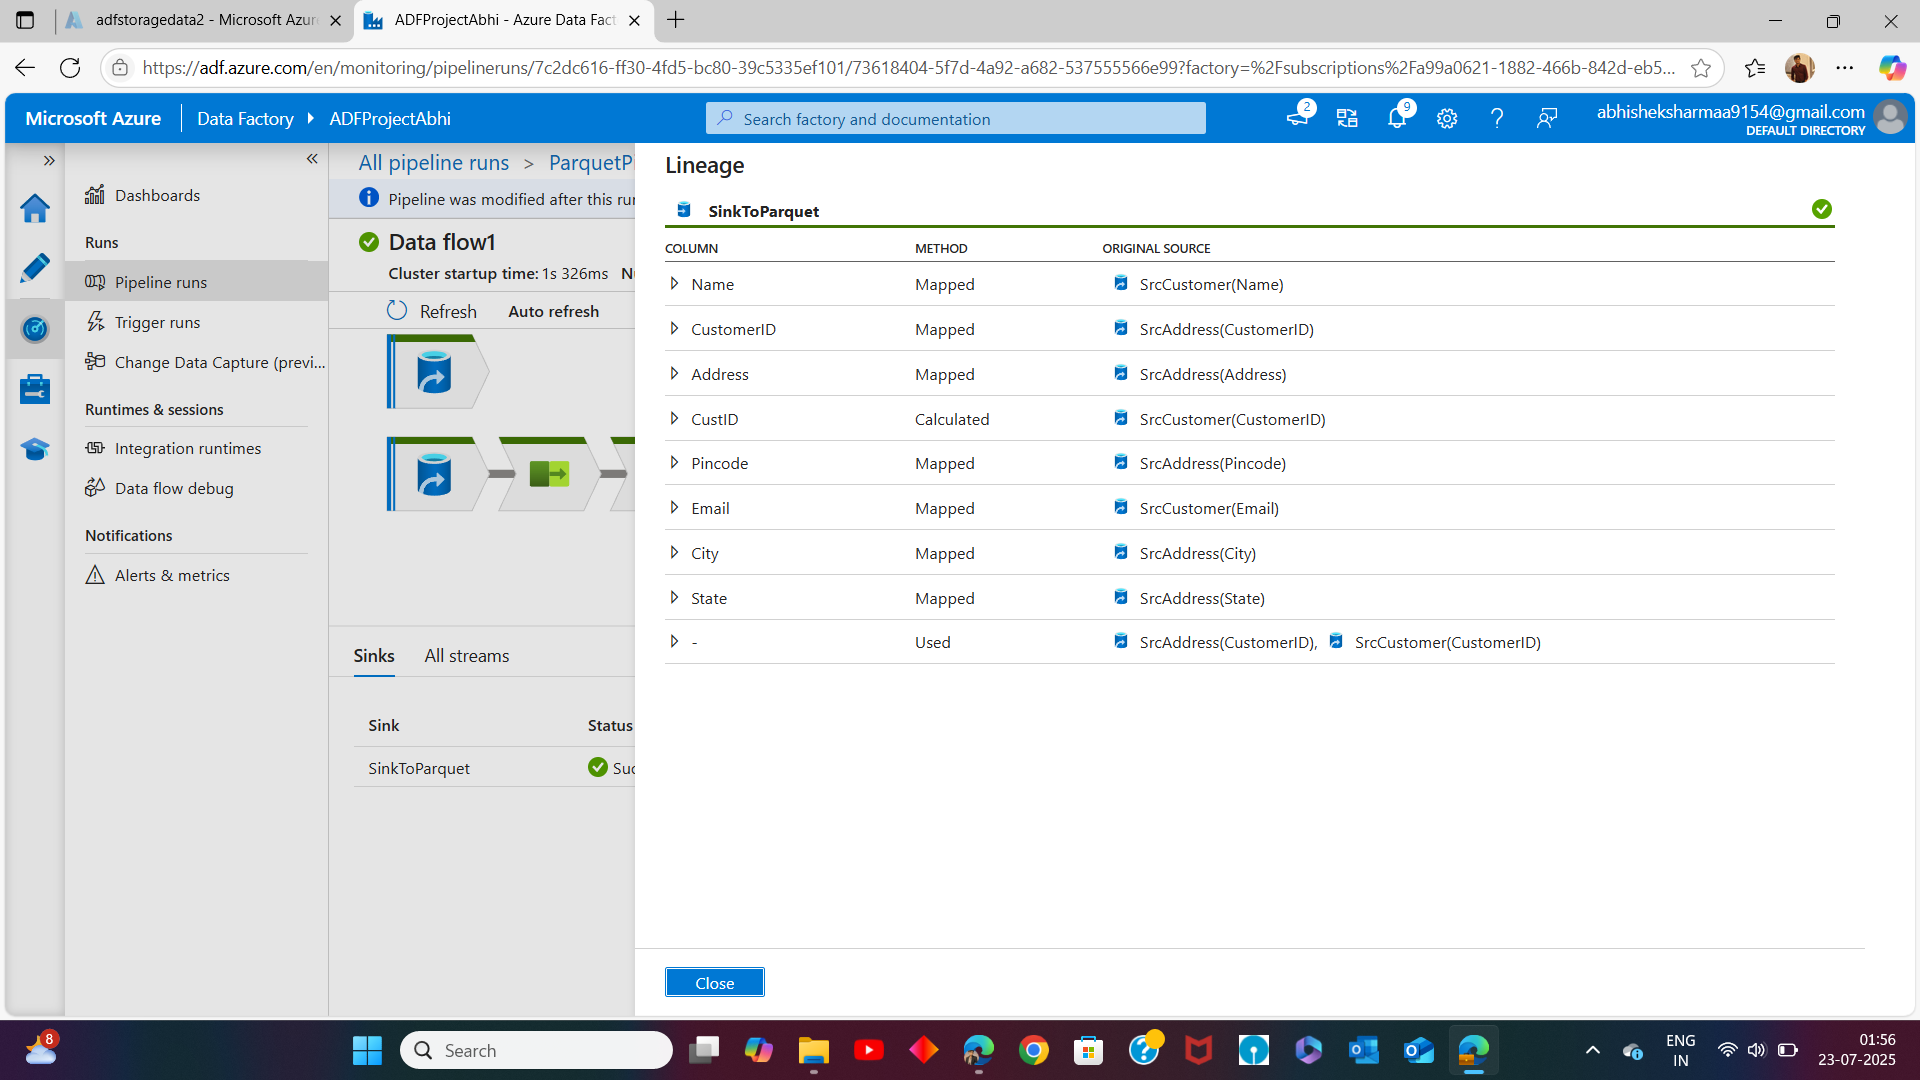 adfstoragedata2 - Microsoft Azur
ADFProjectAbhi - Azure Data Fact
https://adf.azure.com/en/monitoring/pipelineruns/7c2dc616-ff30-4fd5-bc80-39c5335ef101/73618404-5f7d-4a92-a682-537555566e99?factory=%2Fsubscriptions%2Fa99a0621-1882-466b-842d-eb5...
Microsoft Azure
Data Factory
ADFProjectAbhi
Search factory and documentation
2
9
abhisheksharmaa9154@gmail.com
DEFAULT DIRECTORY
Dashboards
Runs
Pipeline runs
Trigger runs
Change Data Capture (previ...
Runtimes & sessions
Integration runtimes
Data flow debug
Notifications
Alerts & metrics
All pipeline runs > ParquetP
Pipeline was modified after this ru
Data flow1
Cluster startup time: 1s 326ms
Refresh
Auto refresh
Sinks
All streams
Sink Status
SinkToParquet Suc
Lineage
SinkToParquet
COLUMN METHOD ORIGINAL SOURCE
Name Mapped SrcCustomer(Name)
CustomerID Mapped SrcAddress(CustomerID)
Address Mapped SrcAddress(Address)
CustID Calculated SrcCustomer(CustomerID)
Pincode Mapped SrcAddress(Pincode)
Email Mapped SrcCustomer(Email)
City Mapped SrcAddress(City)
State Mapped SrcAddress(State)
- Used SrcAddress(CustomerID), SrcCustomer(CustomerID)
Close
8
Search
ENG
IN
01:56
23-07-2025